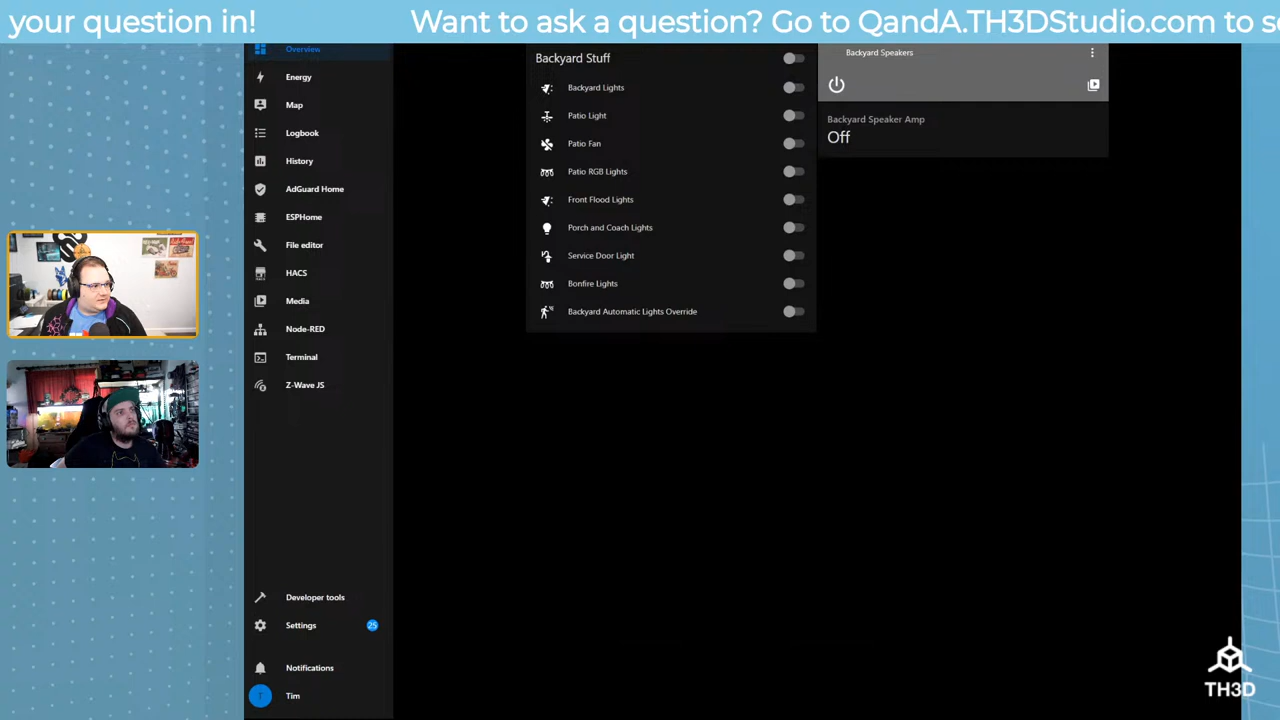 your question in!
Want to ask a question? Go to QandA.TH3DStudio.com to s
Overview
Energy
Map
Logbook
History
AdGuard Home
ESPHome
File editor
HACS
Media
Node-RED
Terminal
Z-Wave JS
Developer tools
Settings 25
Notifications
T Tim
Backyard Stuff
Backyard Lights
Patio Light
Patio Fan
Patio RGB Lights
Front Flood Lights
Porch and Coach Lights
Service Door Light
Bonfire Lights
Backyard Automatic Lights Override
Backyard Speakers
Backyard Speaker Amp
Off
TH3D